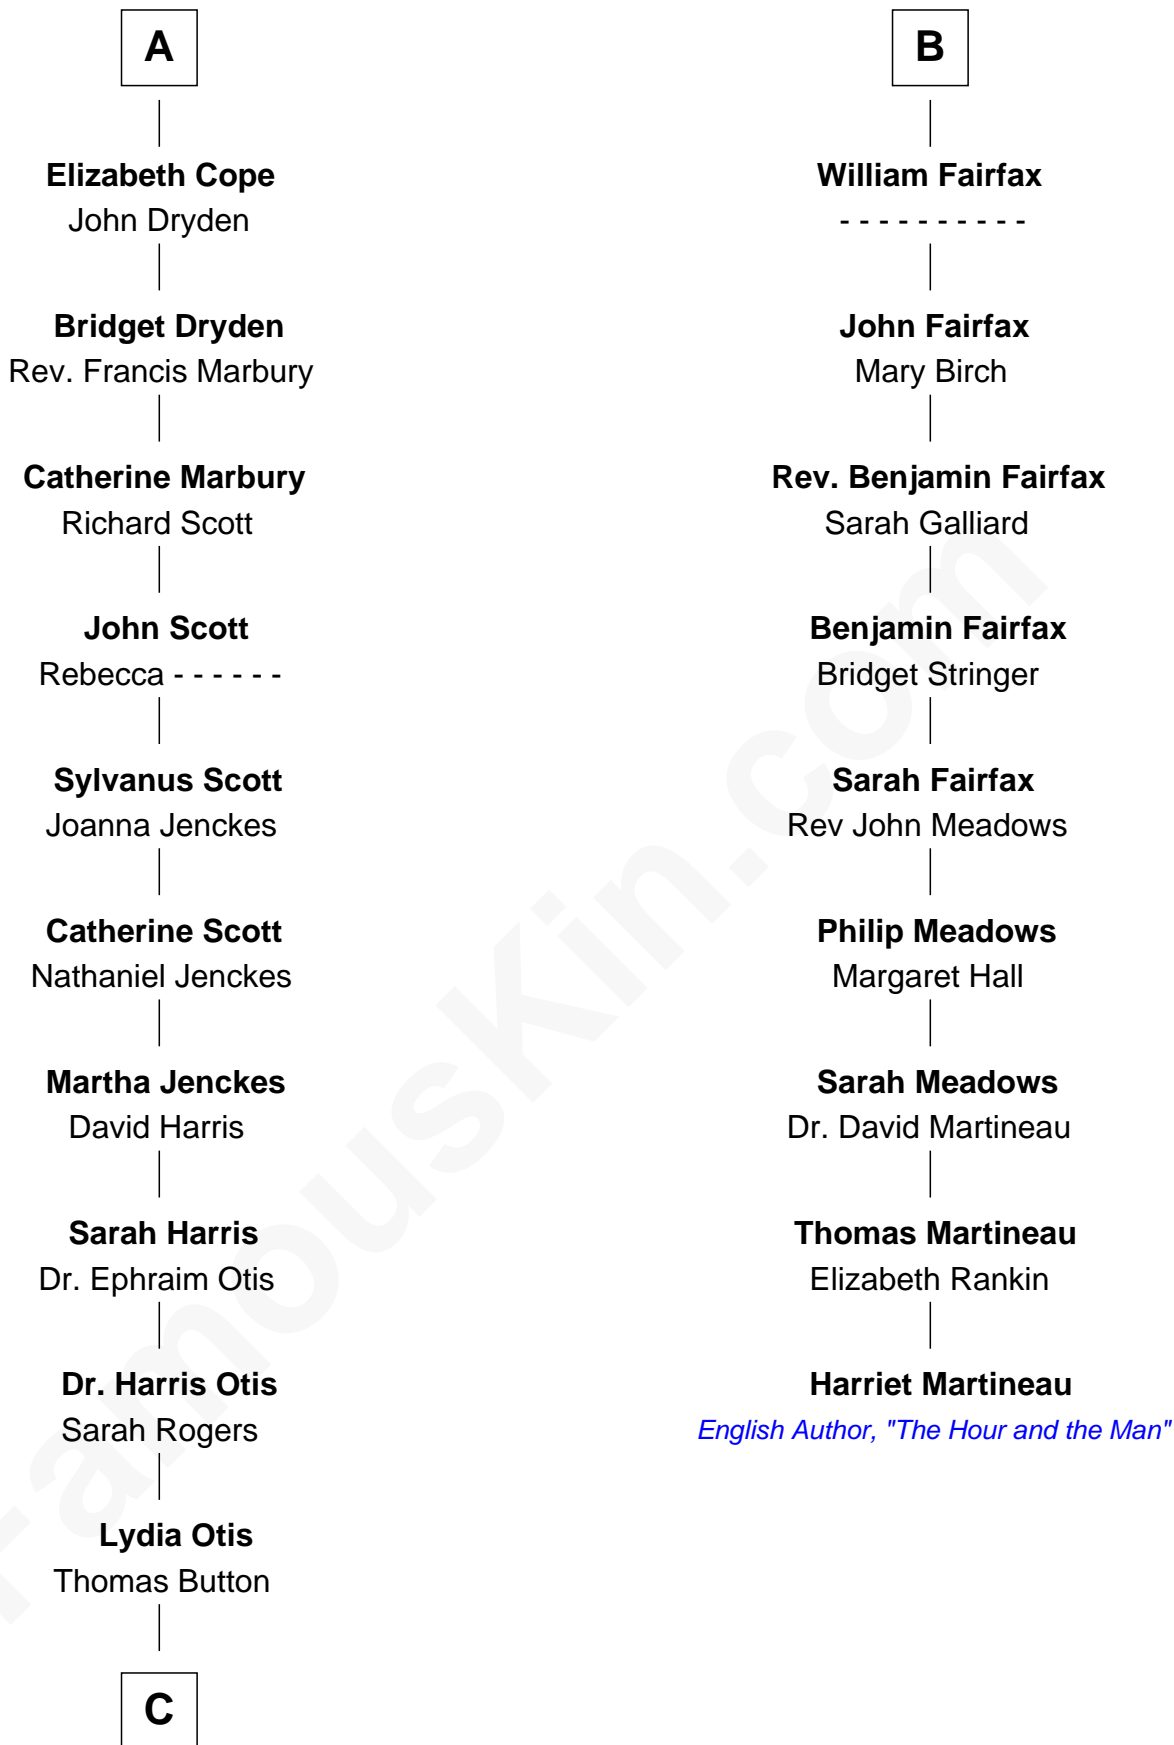 A
Elizabeth Cope
John Dryden
Bridget Dryden
Rev. Francis Marbury
Catherine Marbury
Richard Scott
John Scott
Rebecca - - - - - -
Sylvanus Scott
Joanna Jenckes
Catherine Scott
Nathaniel Jenckes
Martha Jenckes
David Harris
Sarah Harris
Dr. Ephraim Otis
Dr. Harris Otis
Sarah Rogers
Lydia Otis
Thomas Button
C
B
William Fairfax
- - - - - - - - - -
John Fairfax
Mary Birch
Rev. Benjamin Fairfax
Sarah Galliard
Benjamin Fairfax
Bridget Stringer
Sarah Fairfax
Rev John Meadows
Philip Meadows
Margaret Hall
Sarah Meadows
Dr. David Martineau
Thomas Martineau
Elizabeth Rankin
Harriet Martineau
English Author, "The Hour and the Man"
FamousKin.com